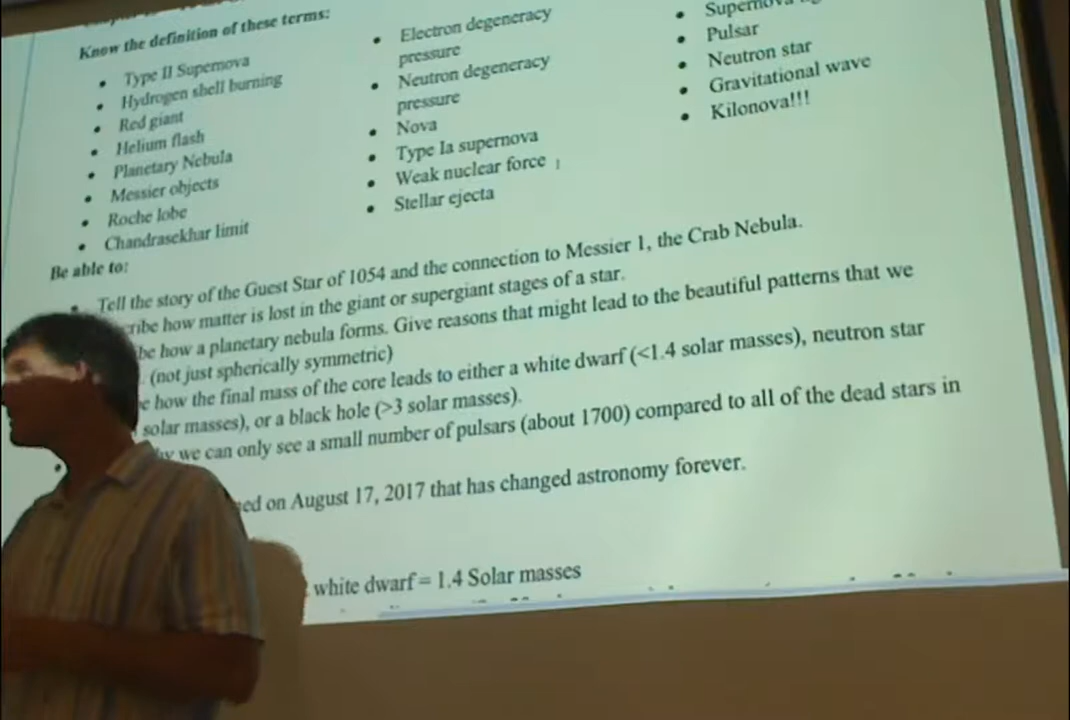 Know the definition of these terms:
• Type II Supernova
• Hydrogen shell burning
• Red giant
• Helium flash
• Planetary Nebula
• Messier objects
• Roche lobe
• Chandrasekhar limit
• Electron degeneracy
pressure
• Neutron degeneracy
pressure
• Nova
• Type Ia supernova
• Weak nuclear force
• Stellar ejecta
• Supernova
• Pulsar
• Neutron star
• Gravitational wave
• Kilonova!!!
Be able to:
• Tell the story of the Guest Star of 1054 and the connection to Messier 1, the Crab Nebula.
cribe how matter is lost in the giant or supergiant stages of a star.
be how a planetary nebula forms. Give reasons that might lead to the beautiful patterns that we
. (not just spherically symmetric)
e how the final mass of the core leads to either a white dwarf (<1.4 solar masses), neutron star
solar masses), or a black hole (>3 solar masses).
• hy we can only see a small number of pulsars (about 1700) compared to all of the dead stars in
ned on August 17, 2017 that has changed astronomy forever.
white dwarf = 1.4 Solar masses